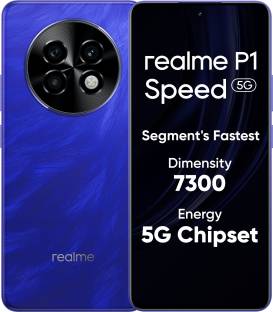 realme P1
Speed 5G
Segment's Fastest
Dimensity
7300
Energy
5G Chipset
realme